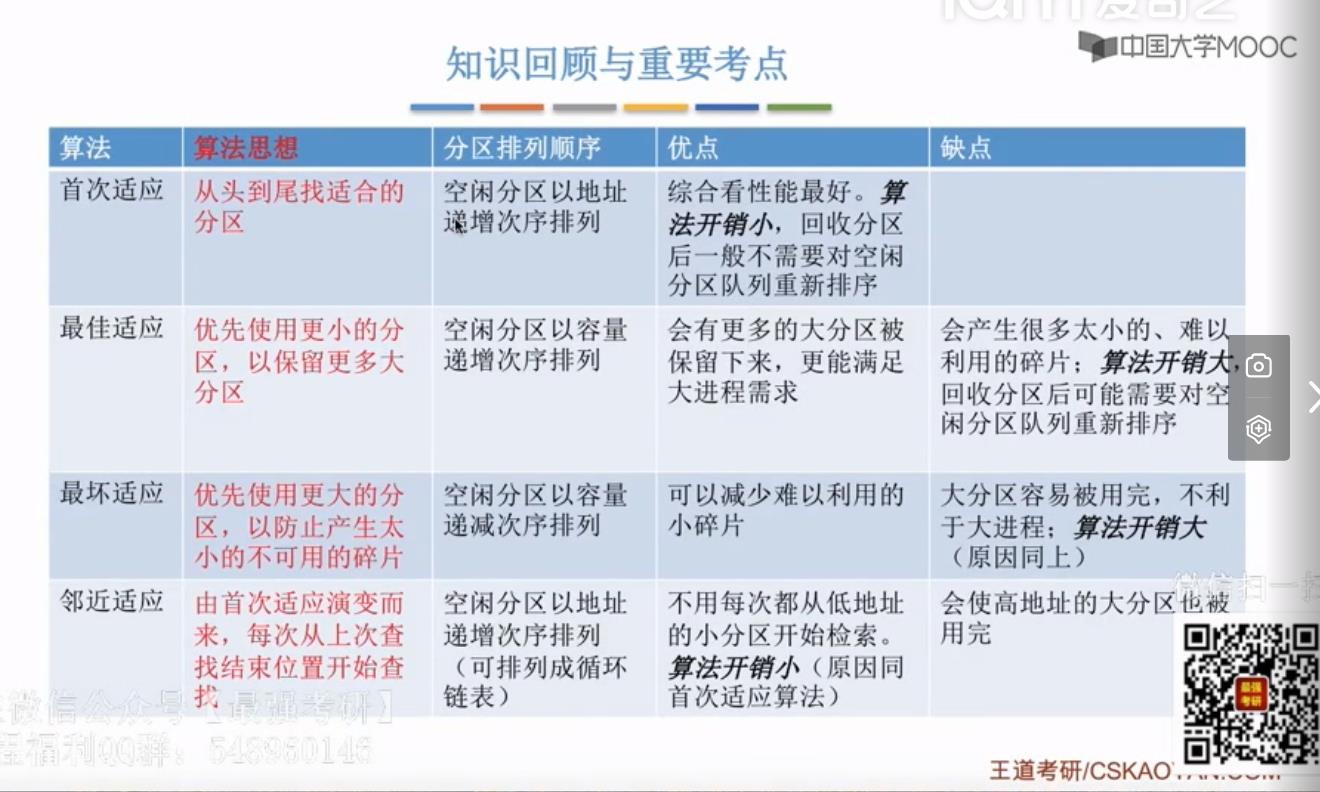 中国大学MOOC
知识回顾与重要考点
算法
算法思想
分区排列顺序
优点
缺点
首次适应
从头到尾找适合的
分区
空闲分区以地址
递增次序排列
综合看性能最好。算
法开销小，回收分区
后一般不需要对空闲
分区队列重新排序
最佳适应
优先使用更小的分
区，以保留更多大
分区
空闲分区以容量
递增次序排列
会有更多的大分区被
保留下来，更能满足
大进程需求
会产生很多太小的、难以
利用的碎片；算法开销大，
回收分区后可能需要对空
闲分区队列重新排序
最坏适应
优先使用更大的分
区，以防止产生太
小的不可用的碎片
空闲分区以容量
递减次序排列
可以减少难以利用的
小碎片
大分区容易被用完，不利
于大进程；算法开销大
（原因同上）
邻近适应
由首次适应演变而
来，每次从上次查
找结束位置开始查
找
空闲分区以地址
递增次序排列
（可排列成循环
链表）
不用每次都从低地址
的小分区开始检索。
算法开销小（原因同
首次适应算法）
会使高地址的大分区也被
用完
微信扫一扫
最强
考研
微信公众号【最强考研】
程福利QQ群：548960146
王道考研/CSKAOYAN.COM